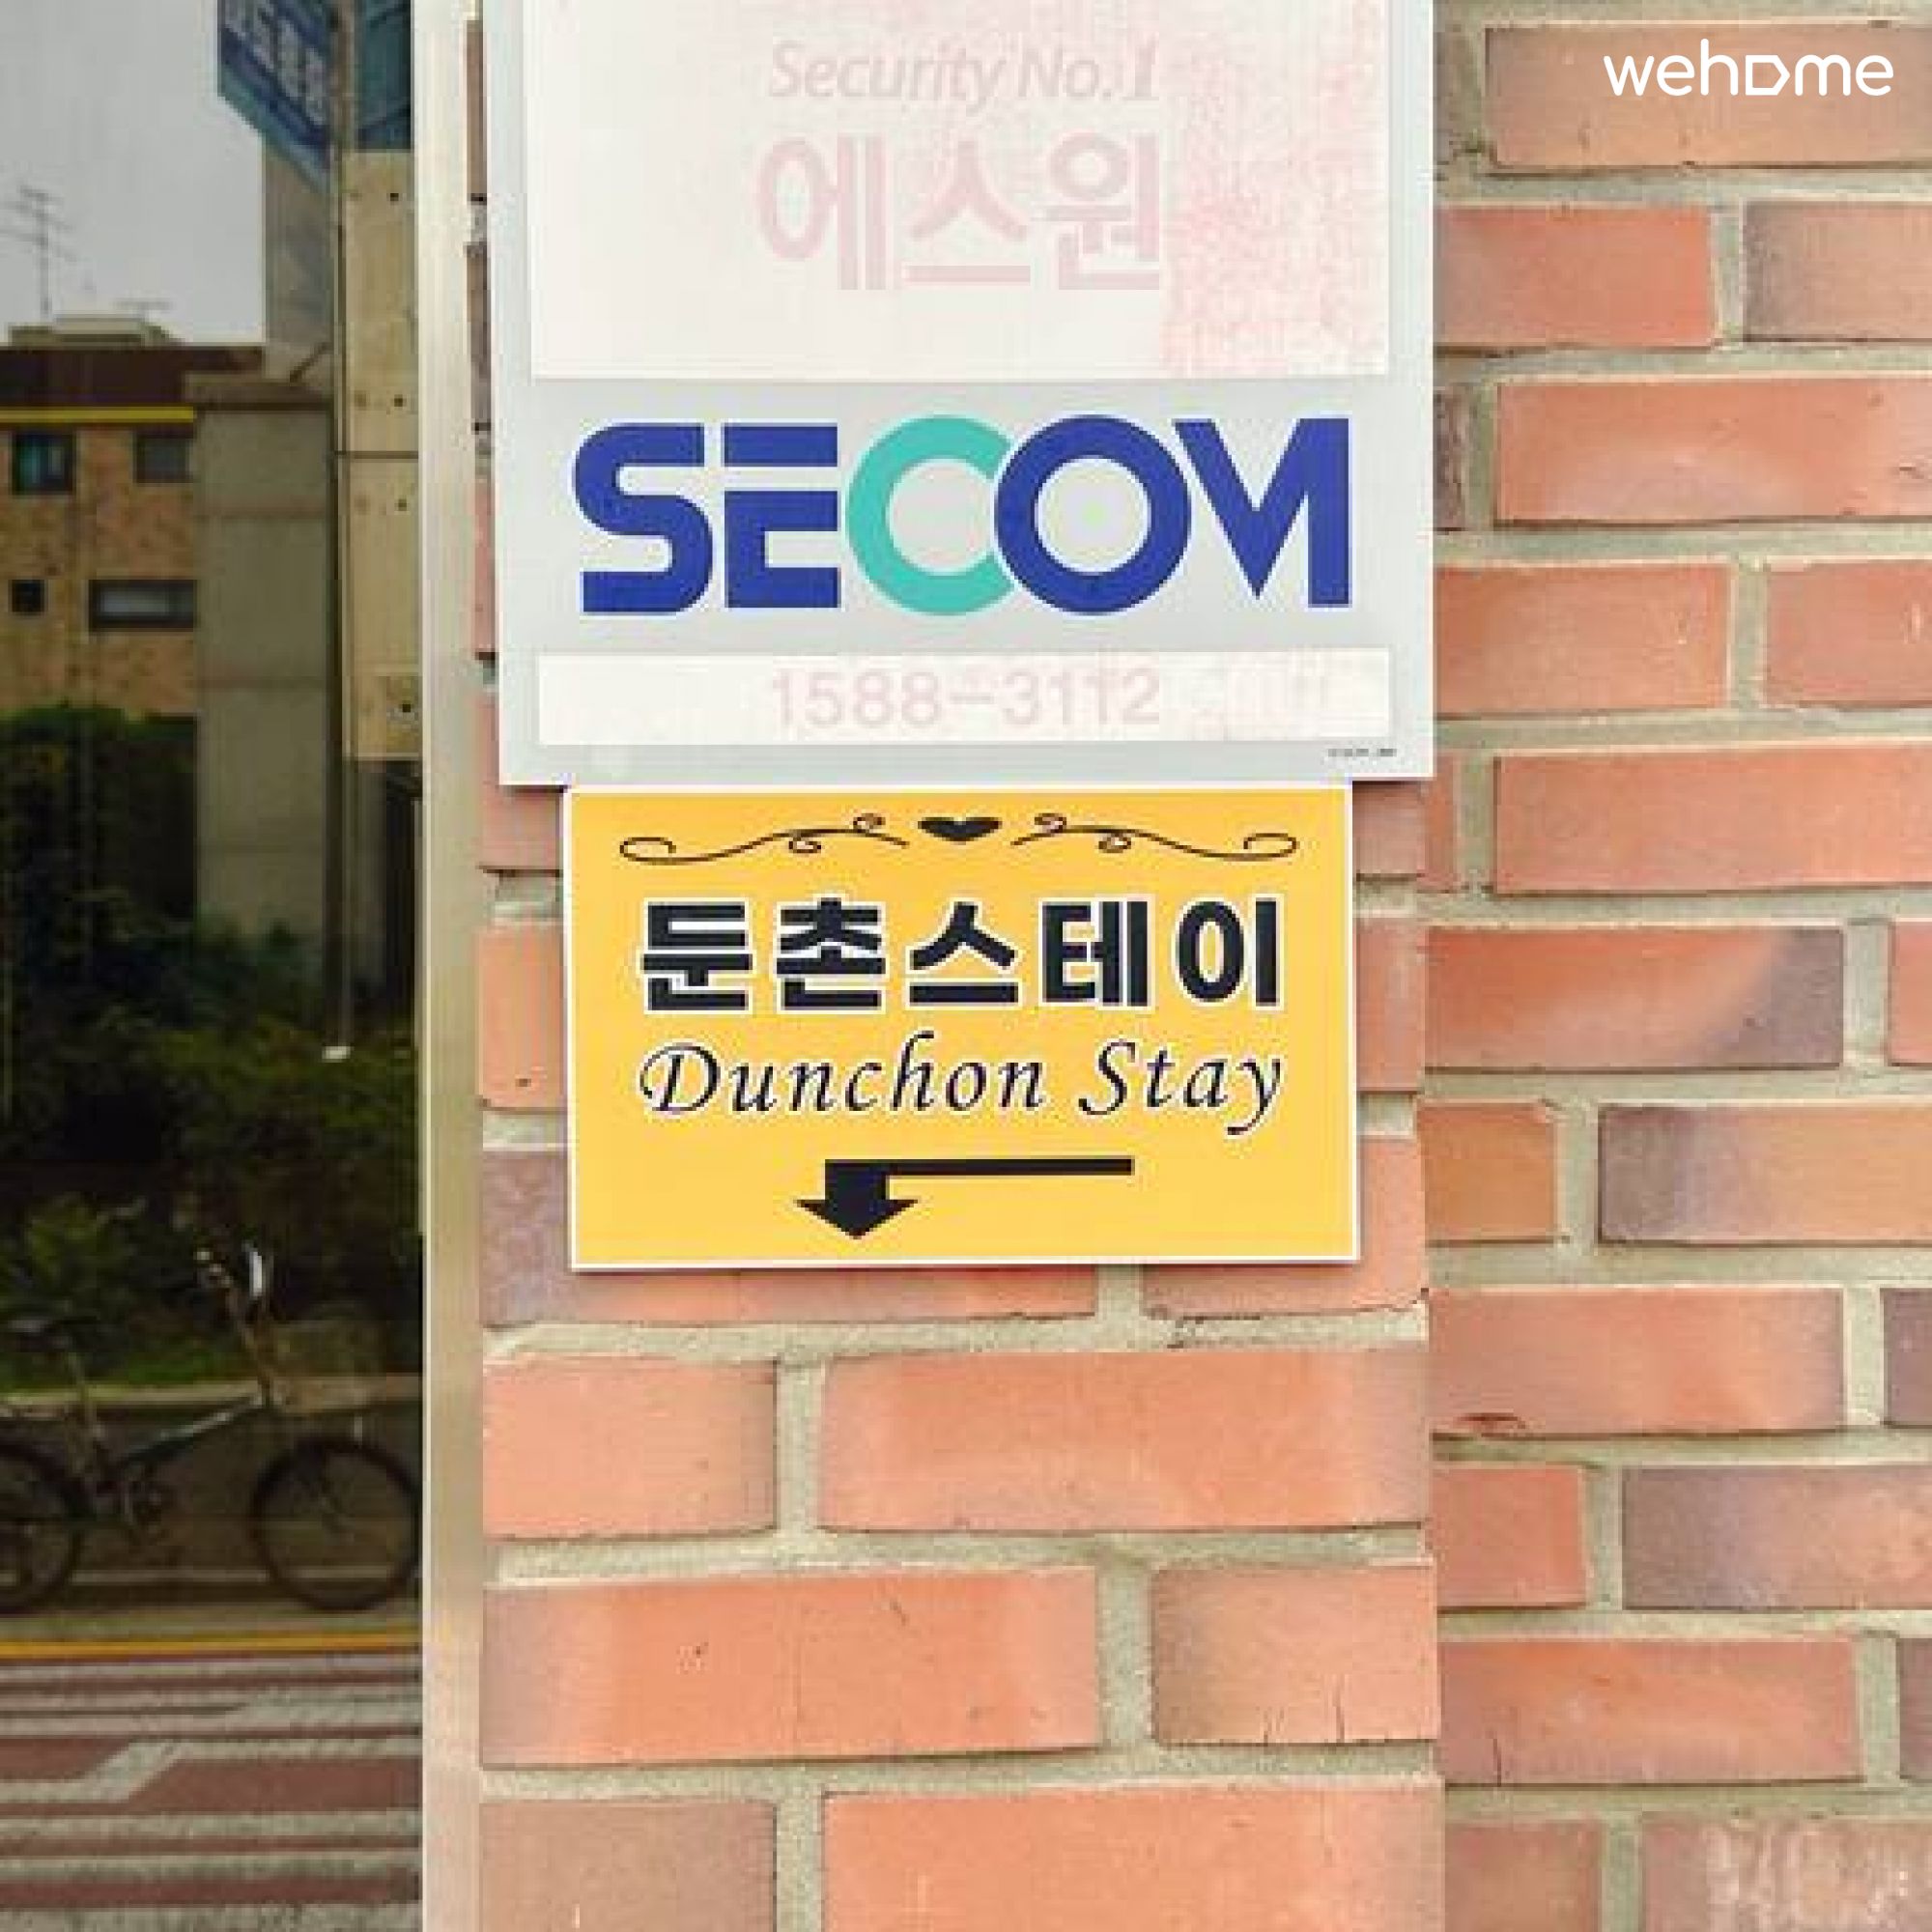 wehome
Security No.1
에스원
SECOM
1588-3112
둔촌스테이
Dunchon Stay